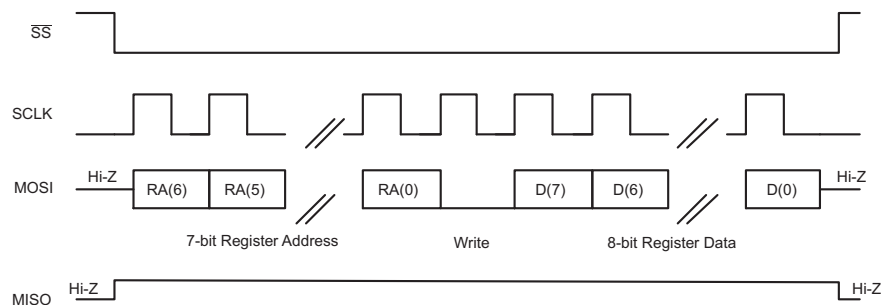 SS
SCLK
Hi-Z Hi-Z
MOSI RA(6) RA(5) RA(0) D(7) D(6) D(0)
7-bit Register Address Write 8-bit Register Data
Hi-Z Hi-Z
MISO